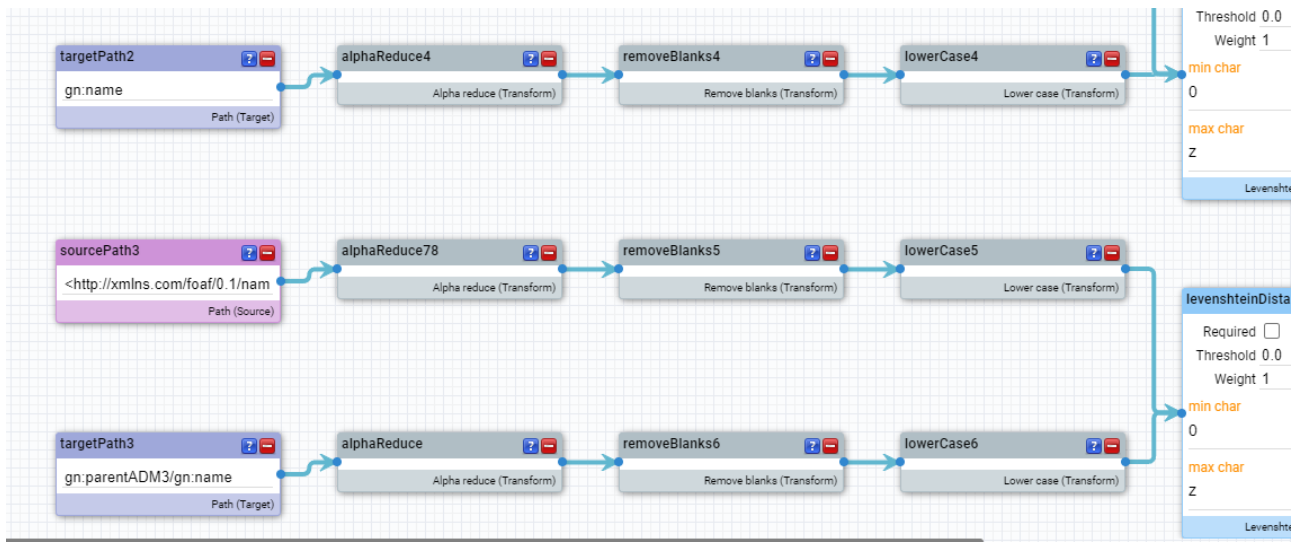 Threshold 0.0
Weight 1
min char
0
max char
z
Levenshte
targetPath2
gn:name
Path (Target)
alphaReduce4
Alpha reduce (Transform)
removeBlanks4
Remove blanks (Transform)
lowerCase4
Lower case (Transform)
sourcePath3
<http://xmlns.com/foaf/0.1/nam
Path (Source)
alphaReduce78
Alpha reduce (Transform)
removeBlanks5
Remove blanks (Transform)
lowerCase5
Lower case (Transform)
levenshteinDista
Required
Threshold 0.0
Weight 1
min char
0
max char
z
Levenshte
targetPath3
gn:parentADM3/gn:name
Path (Target)
alphaReduce
Alpha reduce (Transform)
removeBlanks6
Remove blanks (Transform)
lowerCase6
Lower case (Transform)